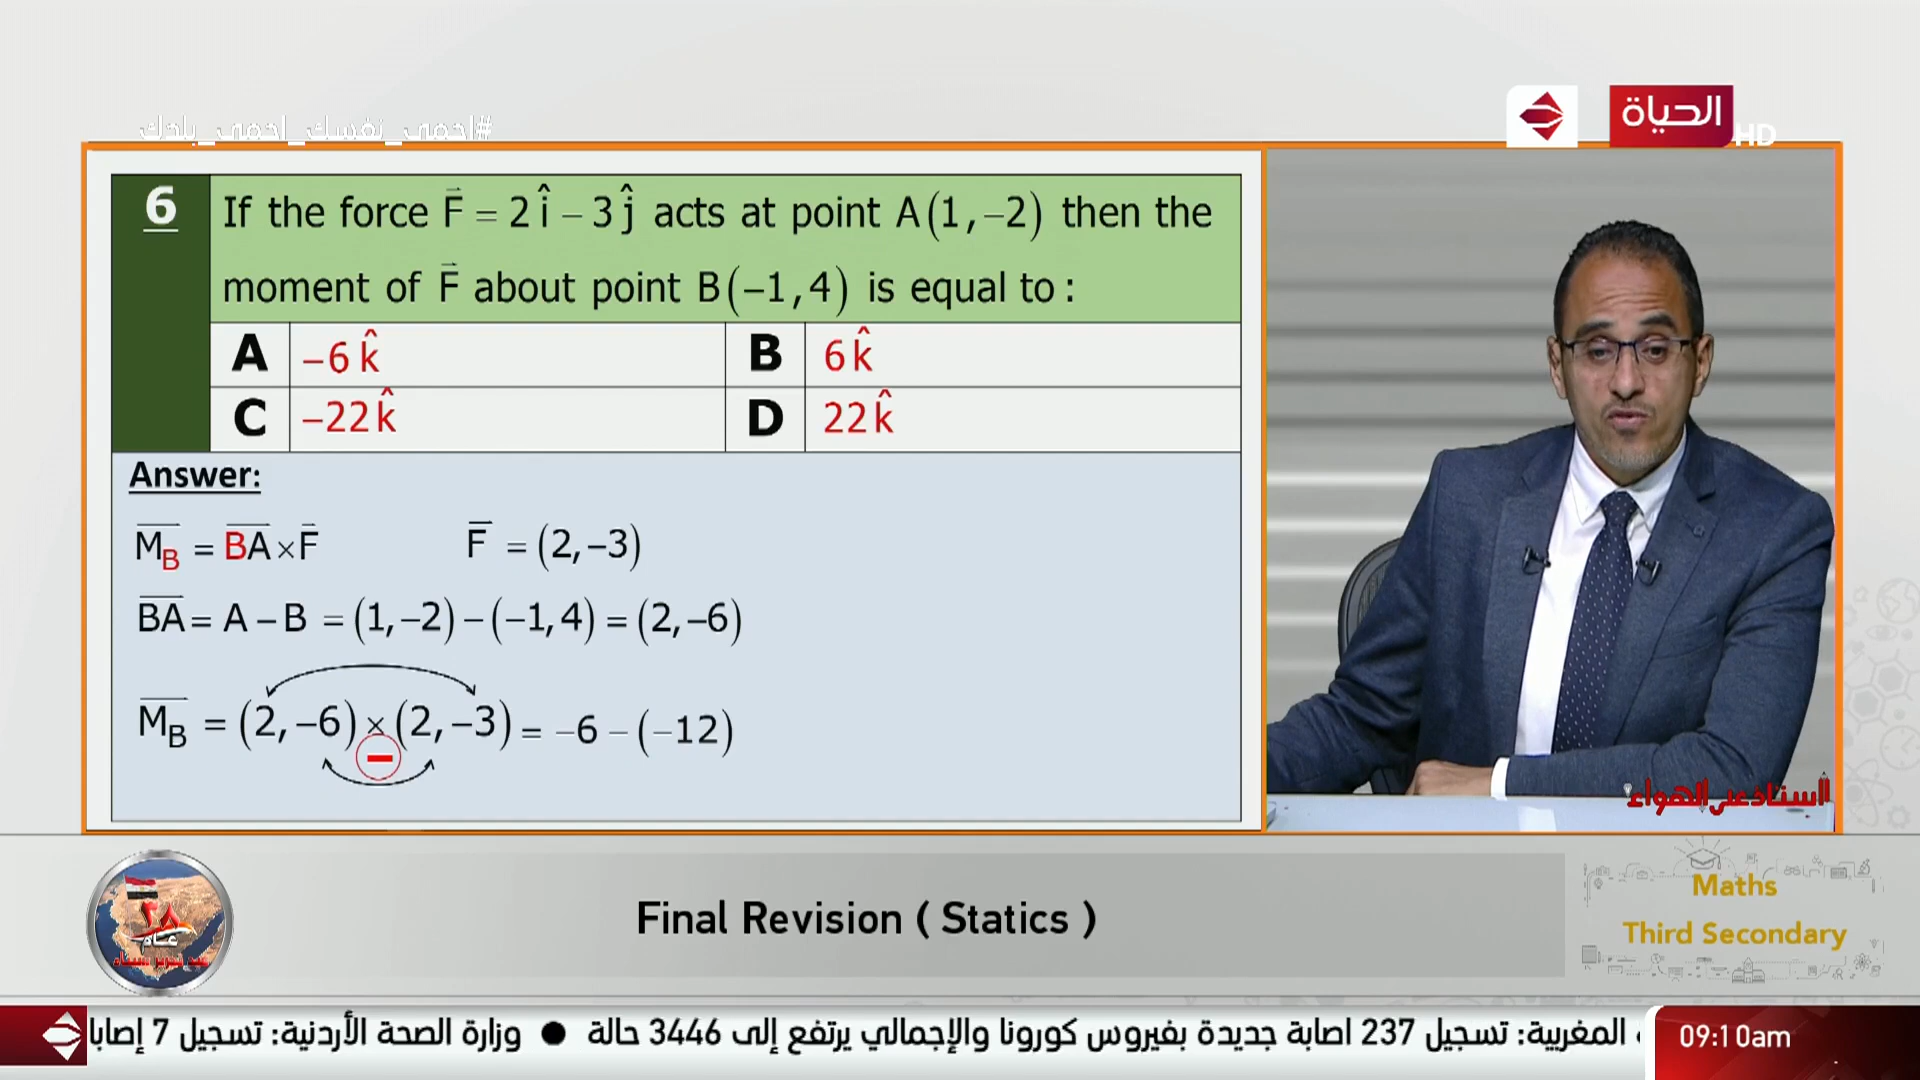 #احمي_نفسك_احمي_بلدك
الحياة
HD
6
If the force F = 2 î – 3 ĵ acts at point A(1, –2) then the
moment of F about point B(–1, 4) is equal to :
A –6 k̂ B 6 k̂
C –22 k̂ D 22 k̂
Answer:
M_B = BA × F F = (2, –3)
BA = A – B = (1, –2) – (–1, 4) = (2, –6)
M_B = (2, –6) × (2, –3) = –6 – (–12)
–
أستاذ على الهواء
٣٨
عام
Final Revision ( Statics )
Maths
Third Secondary
المغربية: تسجيل 237 اصابة جديدة بفيروس كورونا والإجمالي يرتفع إلى 3446 حالة ● وزارة الصحة الأردنية: تسجيل 7 إصابا
09:10am